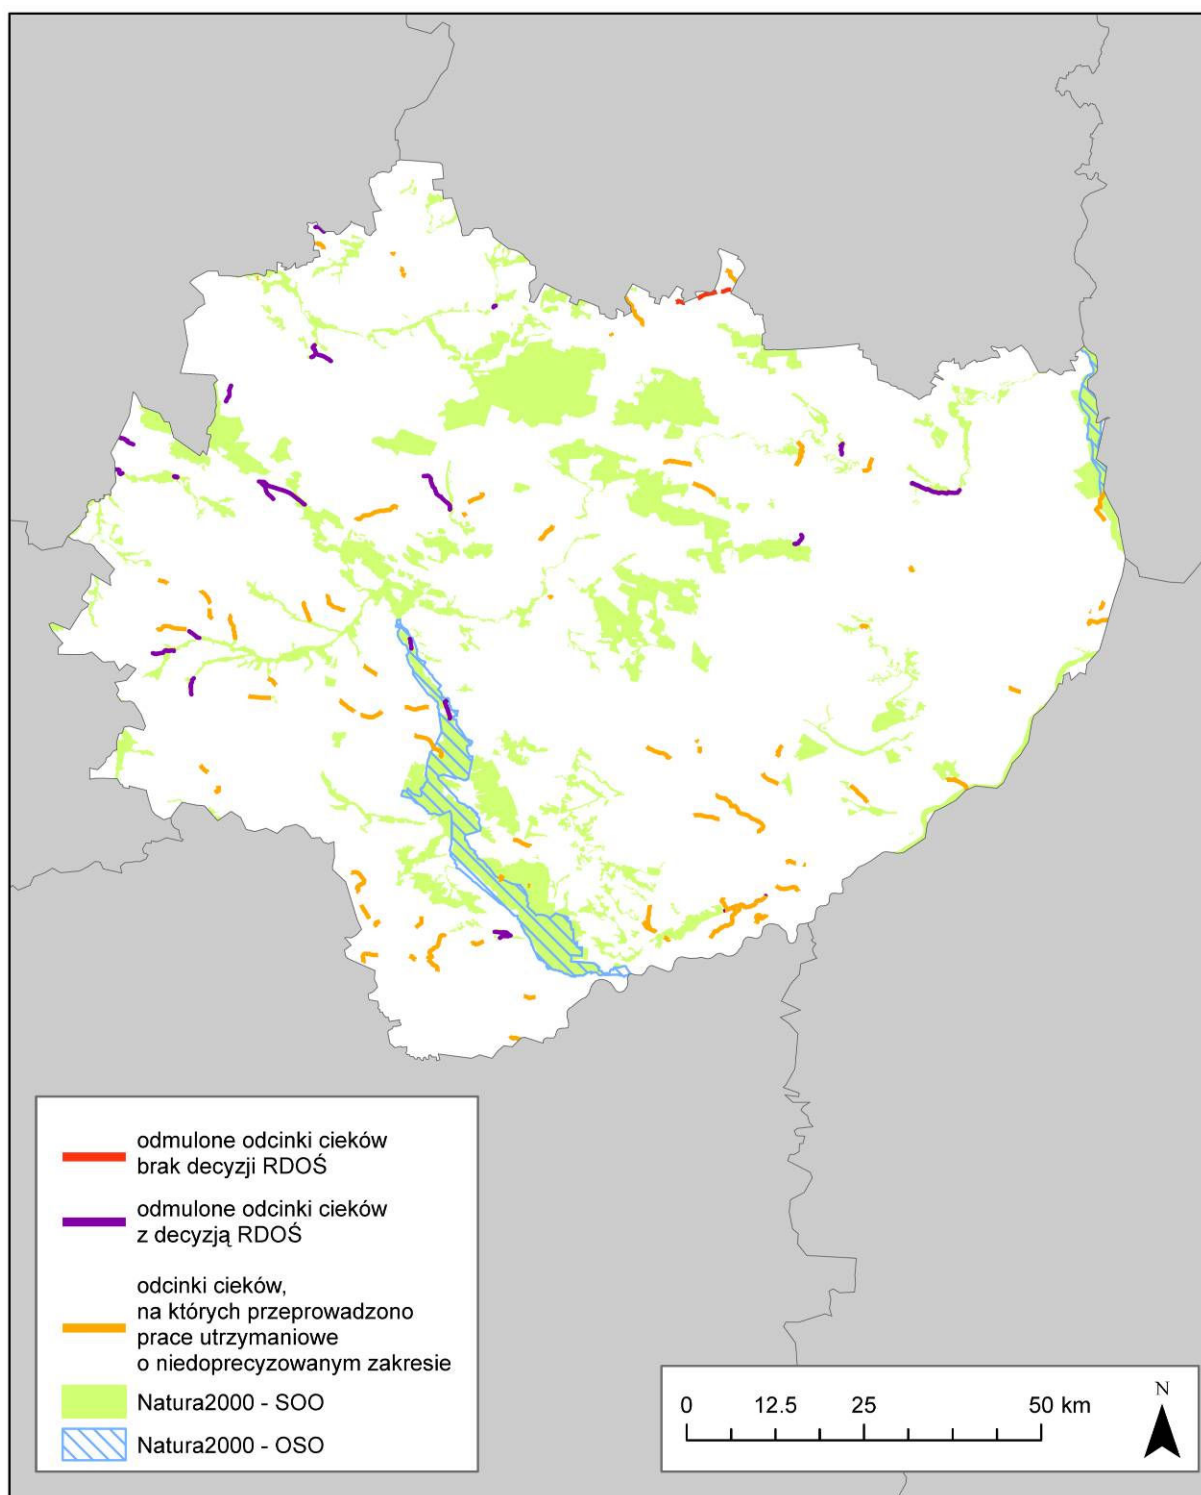 odmulone odcinki cieków
brak decyzji RDOŚ
odmulone odcinki cieków
z decyzją RDOŚ
odcinki cieków,
na których przeprowadzono
prace utrzymaniowe
o niedoprecyzowanym zakresie
Natura2000 - SOO
Natura2000 - OSO
0 12.5 25 50 km
N